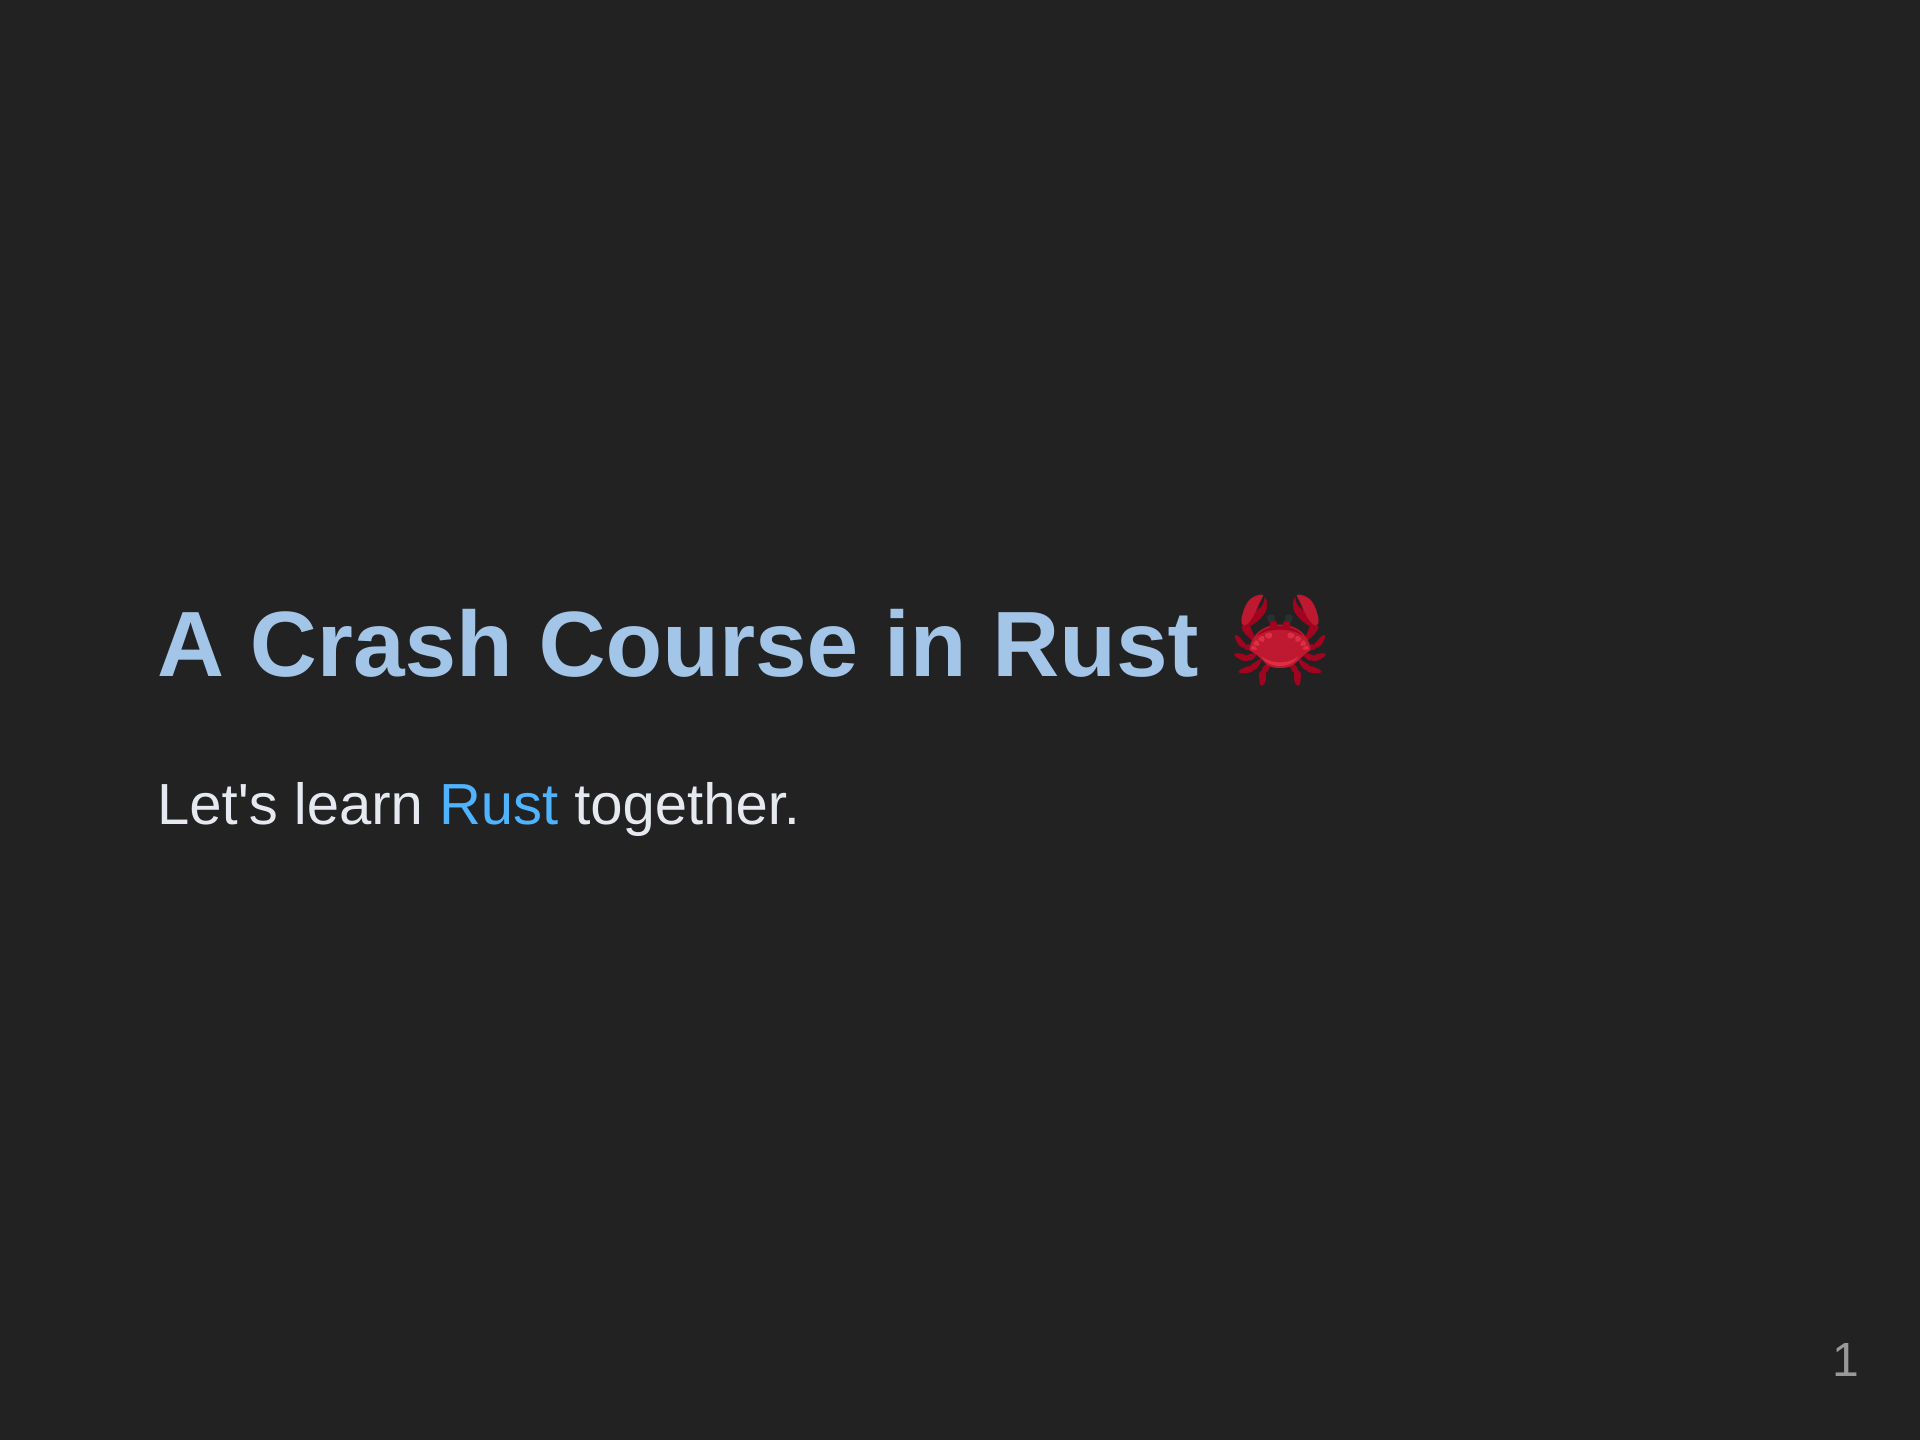 A Crash Course in Rust 🦀
Let's learn Rust together.
1